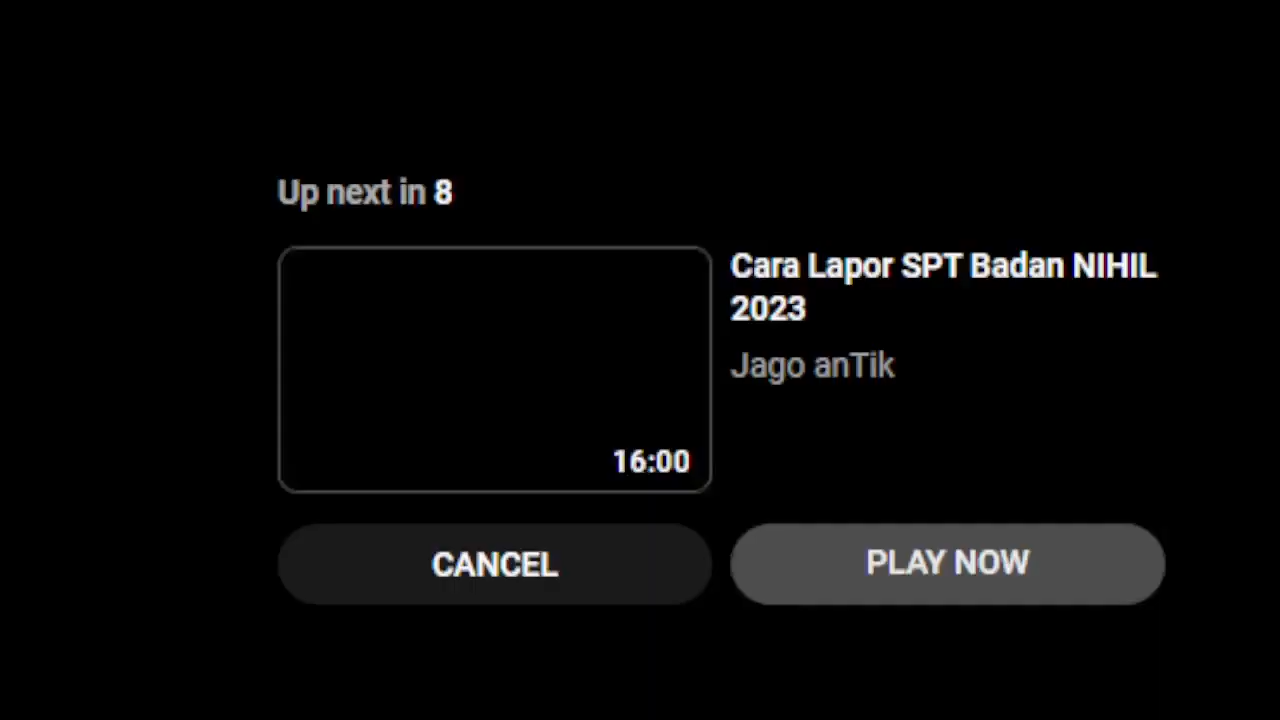 Up next in 8
Cara Lapor SPT Badan NIHIL
2023
Jago anTik
16:00
CANCEL
PLAY NOW